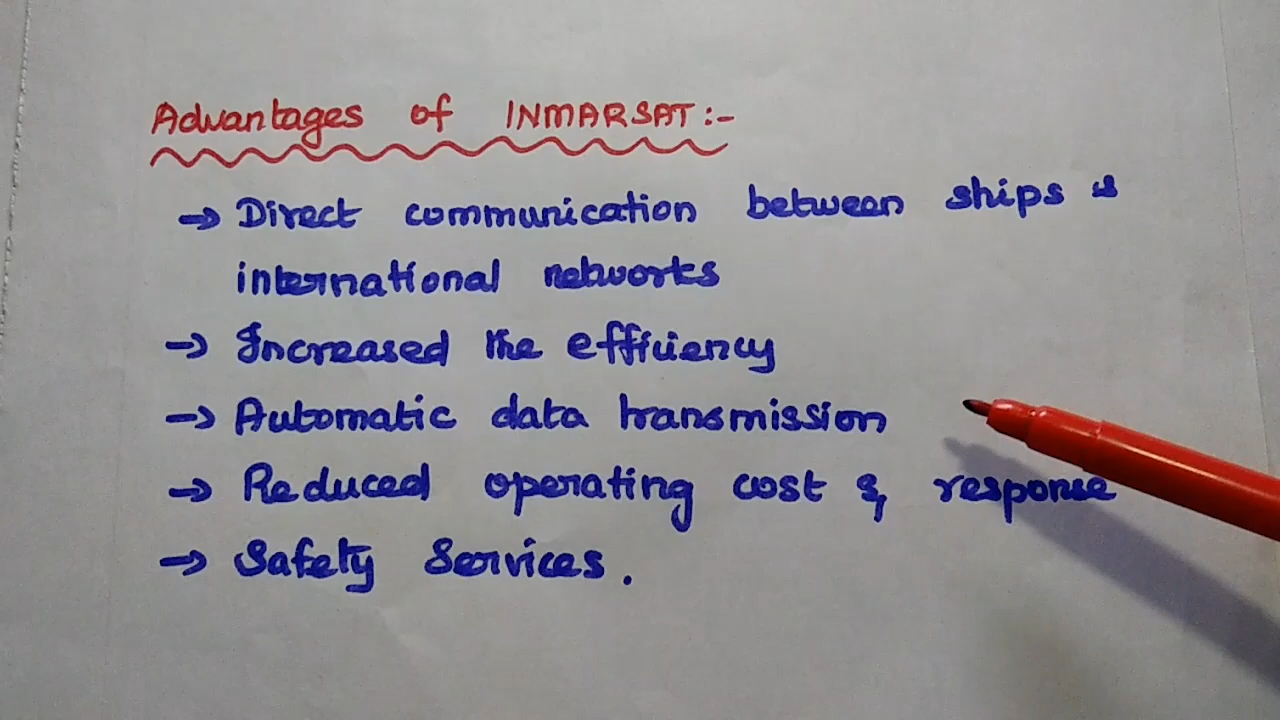 Advantages of INMARSAT:-
→ Direct communication between ships &
international networks
→ Increased the efficiency
→ Automatic data transmission
→ Reduced operating cost & response
→ Safety Services.